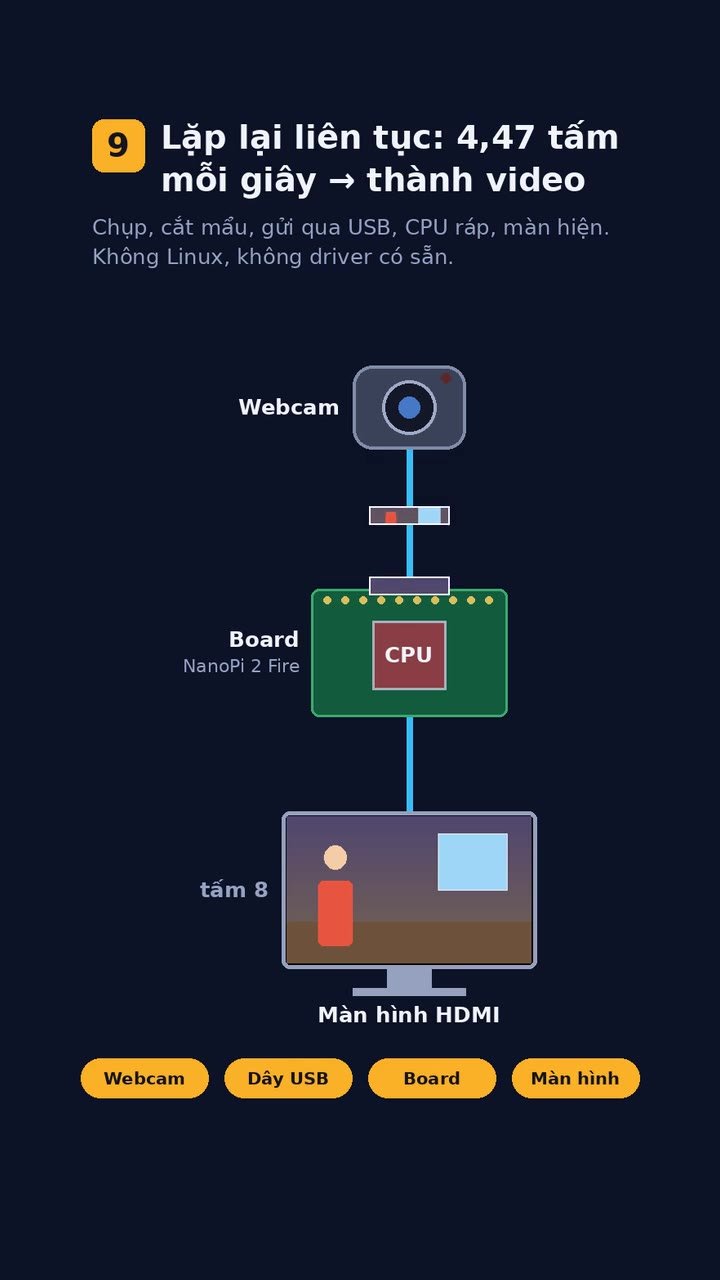 9
Lặp lại liên tục: 4,47 tấm
mỗi giây → thành video
Chụp, cắt mẩu, gửi qua USB, CPU ráp, màn hiện.
Không Linux, không driver có sẵn.
Webcam
Board
NanoPi 2 Fire
CPU
tấm 8
Màn hình HDMI
Webcam
Dây USB
Board
Màn hình